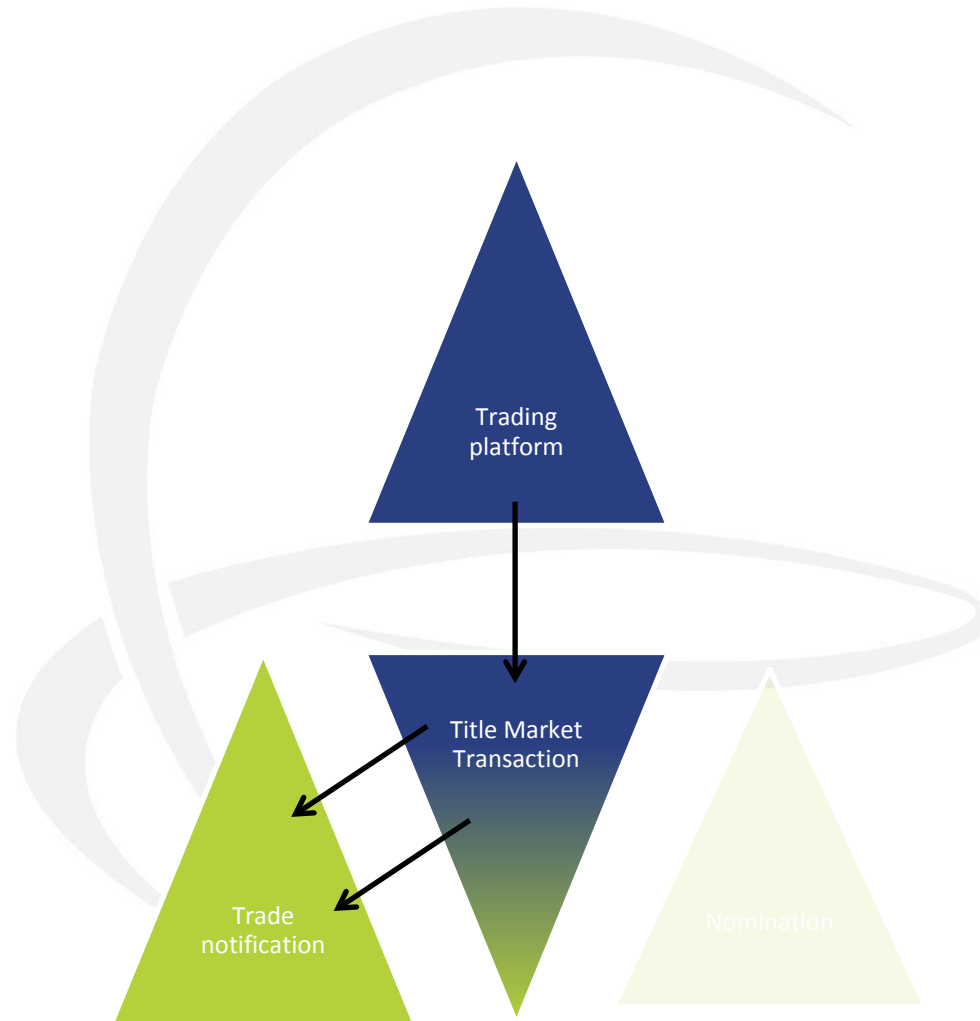 Trading
platform
Title Market
Transaction
Trade
notification
Nomination